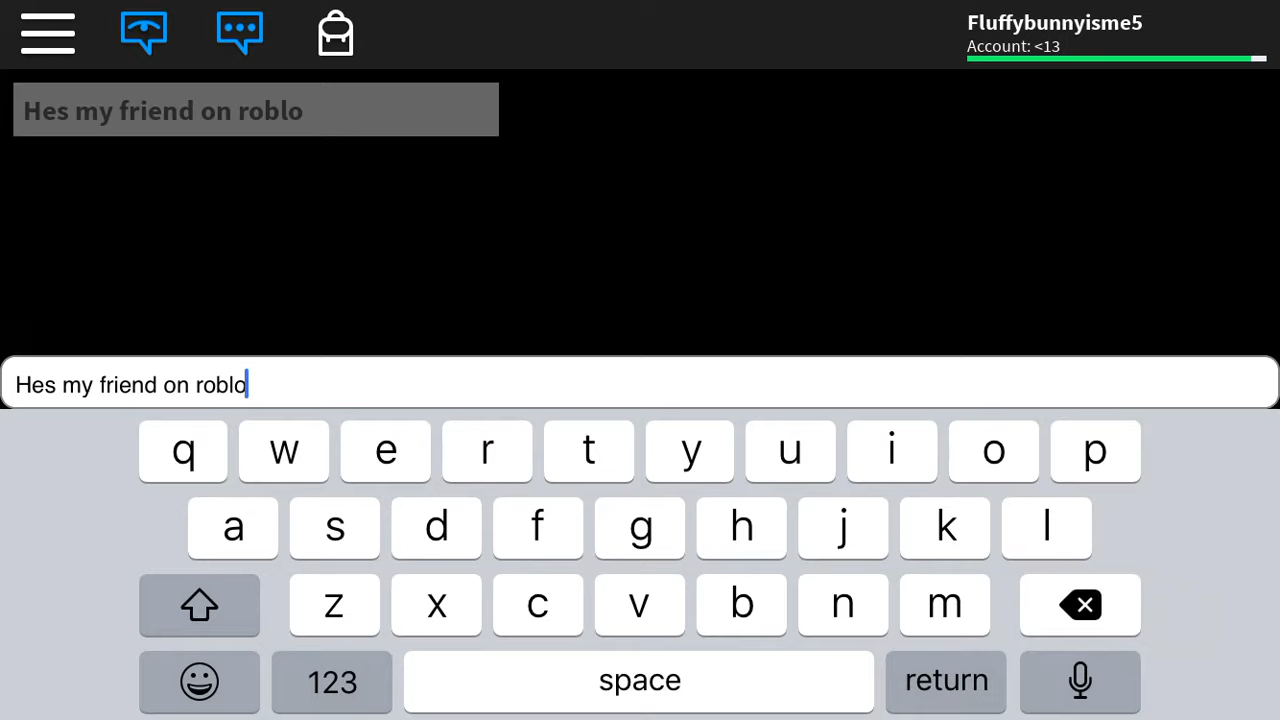 Fluffybunnyisme5
Account: <13
Hes my friend on roblo
Hes my friend on roblo
q w e r t y u i o p
a s d f g h j k l
z x c v b n m
123 space return